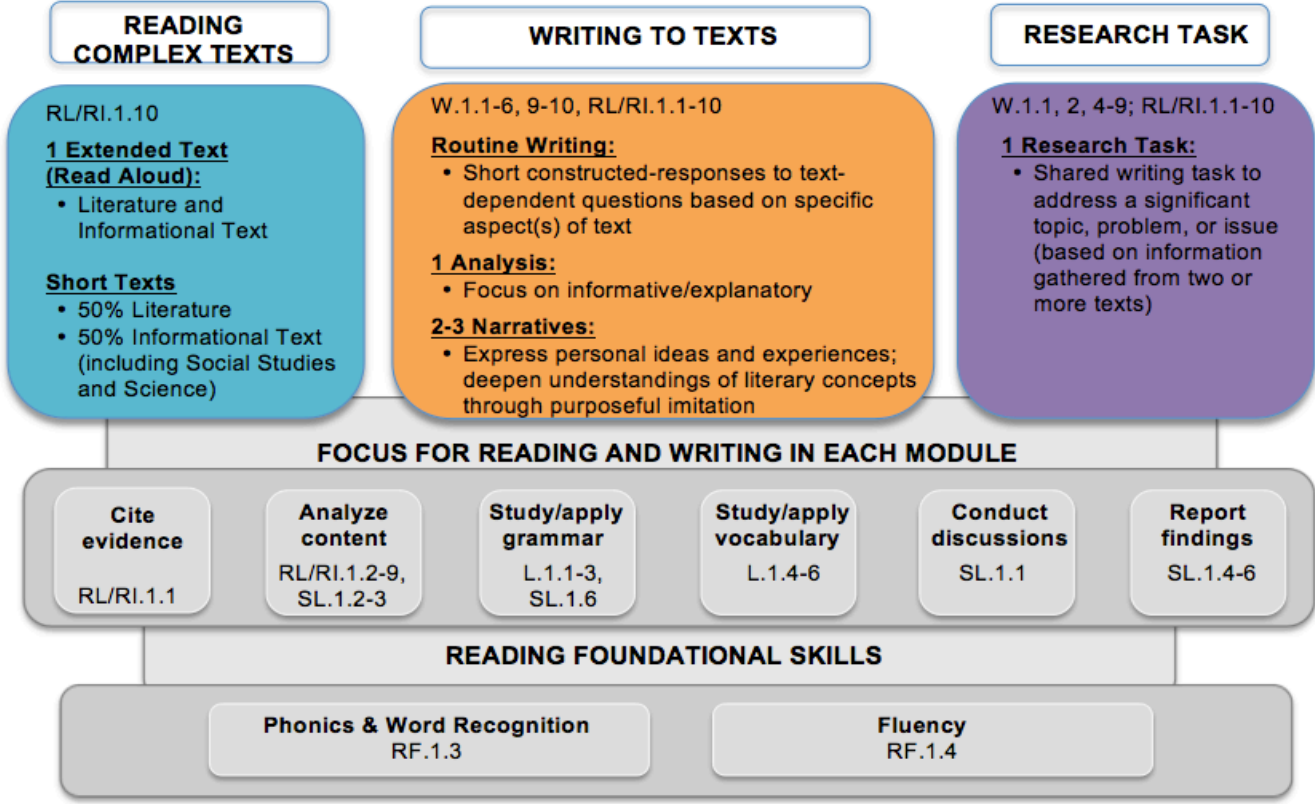 READING
COMPLEX TEXTS
WRITING TO TEXTS
RESEARCH TASK
RL/RI.1.10
1 Extended Text
(Read Aloud):
• Literature and
Informational Text
Short Texts
• 50% Literature
• 50% Informational Text
(including Social Studies
and Science)
W.1.1-6, 9-10, RL/RI.1.1-10
Routine Writing:
• Short constructed-responses to text-
dependent questions based on specific
aspect(s) of text
1 Analysis:
• Focus on informative/explanatory
2-3 Narratives:
• Express personal ideas and experiences;
deepen understandings of literary concepts
through purposeful imitation
W.1.1, 2, 4-9; RL/RI.1.1-10
1 Research Task:
• Shared writing task to
address a significant
topic, problem, or issue
(based on information
gathered from two or
more texts)
FOCUS FOR READING AND WRITING IN EACH MODULE
Cite
evidence
RL/RI.1.1
Analyze
content
RL/RI.1.2-9,
SL.1.2-3
Study/apply
grammar
L.1.1-3,
SL.1.6
Study/apply
vocabulary
L.1.4-6
Conduct
discussions
SL.1.1
Report
findings
SL.1.4-6
READING FOUNDATIONAL SKILLS
Phonics & Word Recognition
RF.1.3
Fluency
RF.1.4